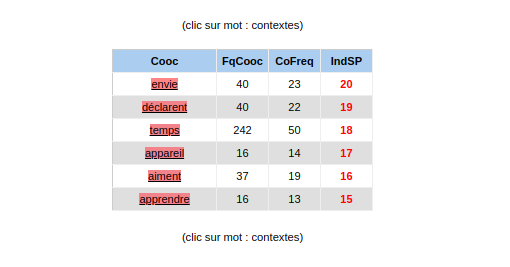 (clic sur mot : contextes)
Cooc FqCooc CoFreq IndSP
envie 40 23 20
déclarent 40 22 19
temps 242 50 18
appareil 16 14 17
aiment 37 19 16
apprendre 16 13 15
(clic sur mot : contextes)